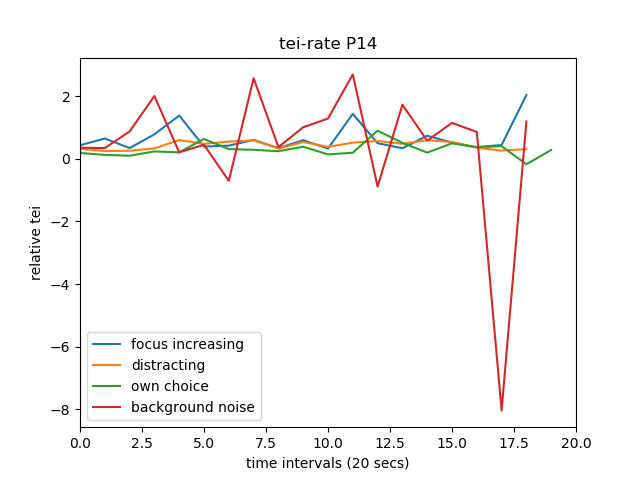 tei-rate P14
relative tei
2
0
−2
−4
−6
−8
focus increasing
distracting
own choice
background noise
0.0 2.5 5.0 7.5 10.0 12.5 15.0 17.5 20.0
time intervals (20 secs)